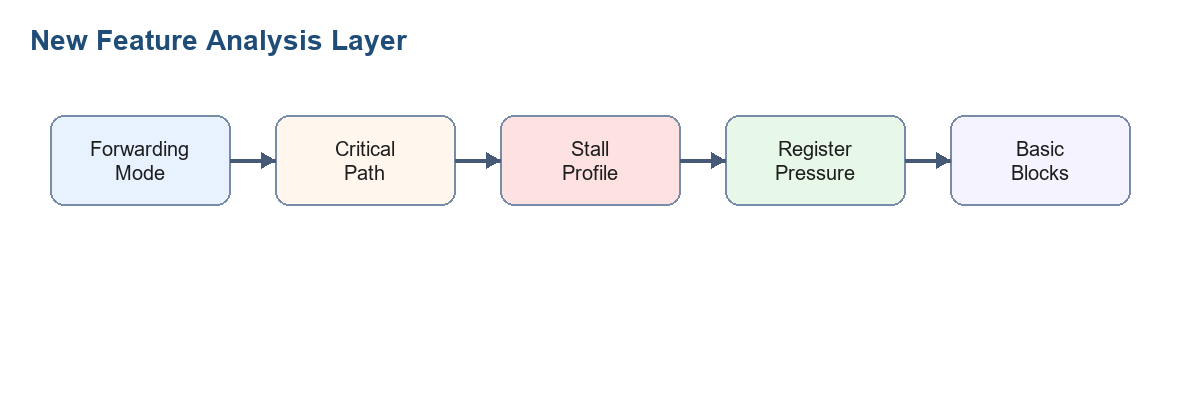 New Feature Analysis Layer
Forwarding
Mode
Critical
Path
Stall
Profile
Register
Pressure
Basic
Blocks